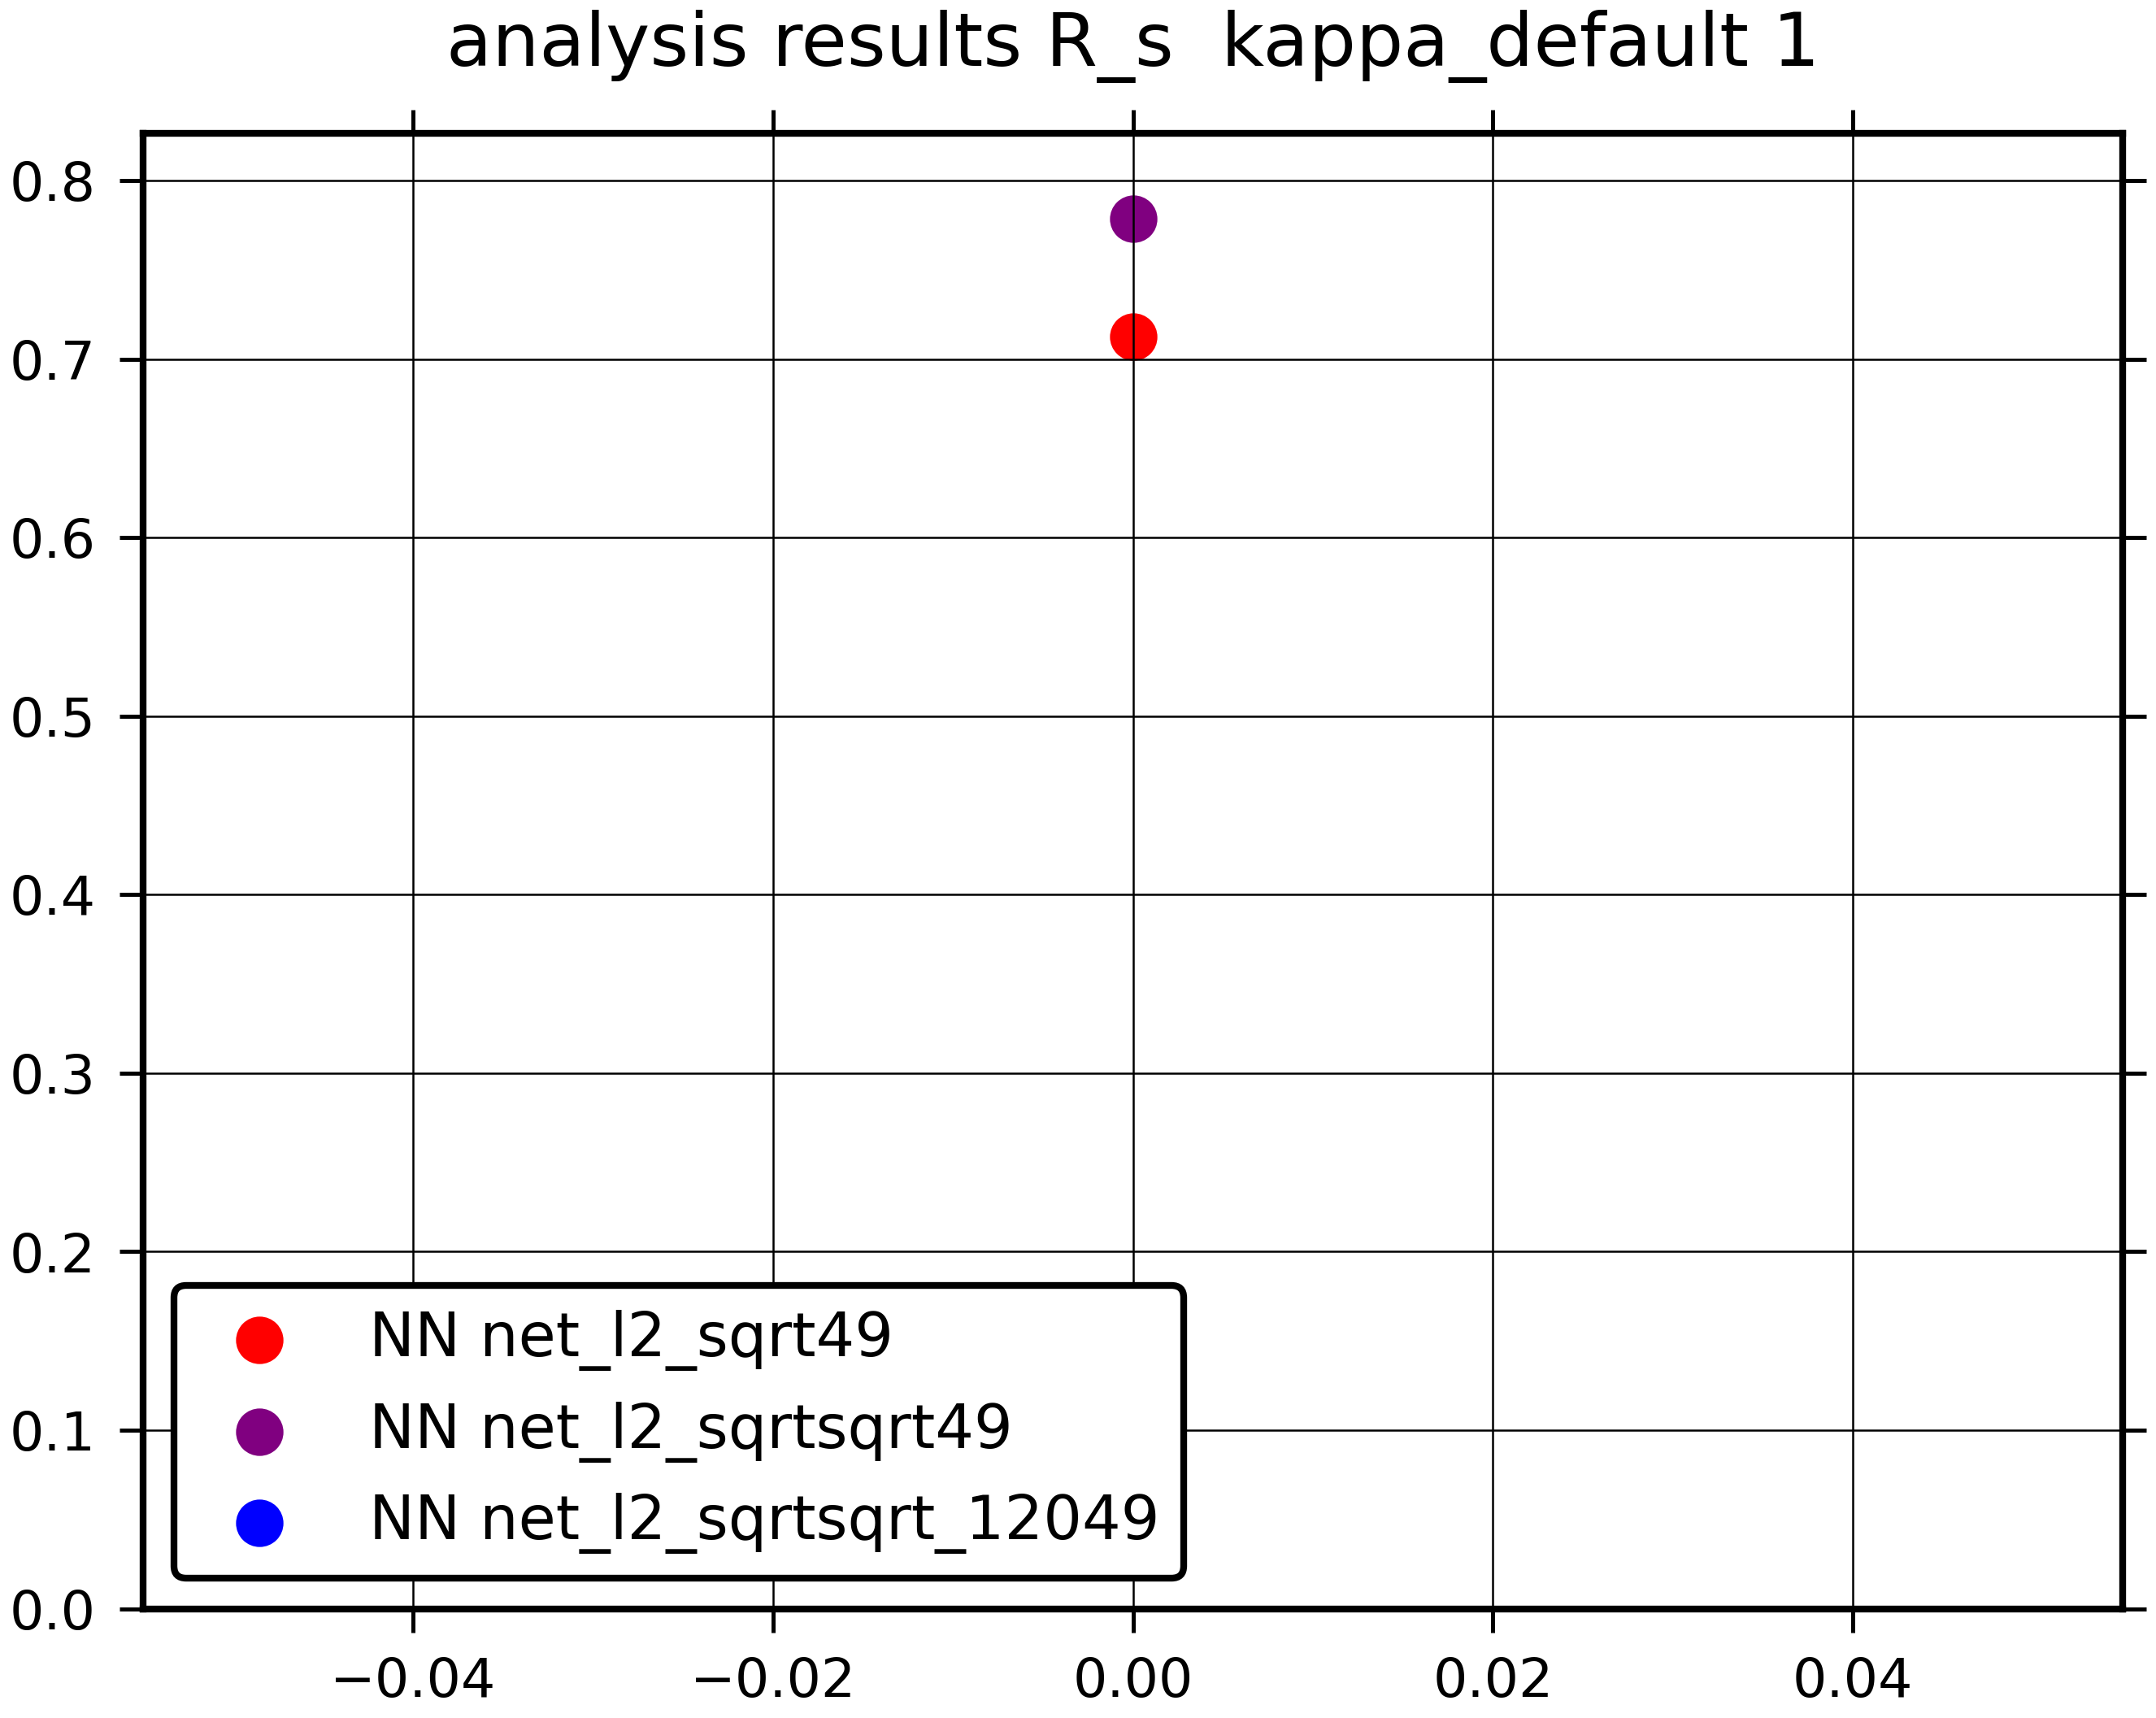 analysis results R_s  kappa_default 1
0.8
0.7
0.6
0.5
0.4
0.3
0.2
0.1
0.0
NN net_l2_sqrt49
NN net_l2_sqrtsqrt49
NN net_l2_sqrtsqrt_12049
−0.04 −0.02 0.00 0.02 0.04